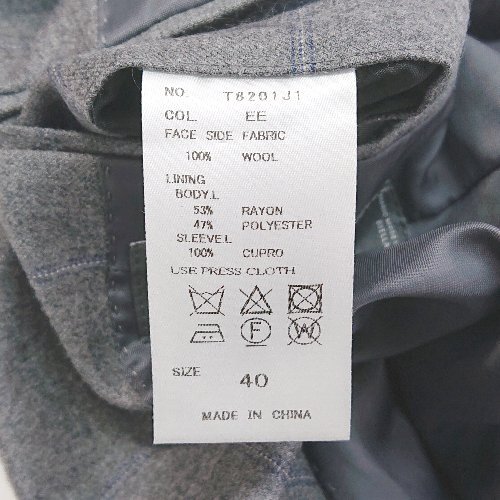 NO. T8201J1
COL. EE
FACE SIDE FABRIC
100% WOOL
LINING
BODY.L
53% RAYON
47% POLYESTER
SLEEVE.L
100% CUPRO
USE PRESS CLOTH
F W
SIZE 40
MADE IN CHINA